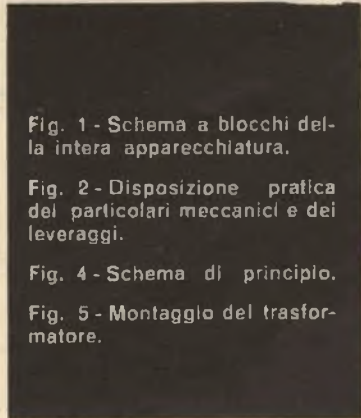 Fig. 1 - Schema a blocchi del-
la intera apparecchiatura.
Fig. 2 - Disposizione pratica
dei particolari meccanici e dei
leveraggi.
Fig. 4 - Schema di principio.
Fig. 5 - Montaggio del trasfor-
matore.